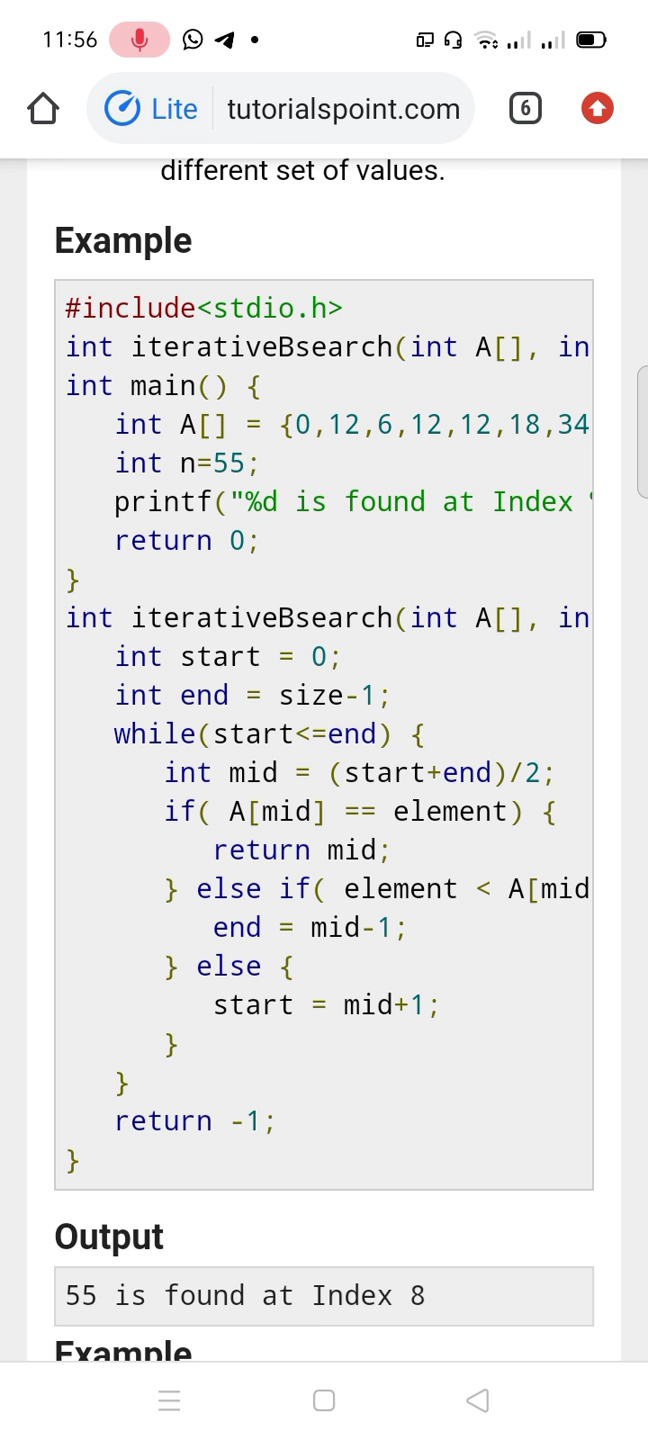 11:56
Lite tutorialspoint.com 6
different set of values.
Example
#include<stdio.h>
int iterativeBsearch(int A[], in
int main() {
int A[] = {0,12,6,12,12,18,34
int n=55;
printf("%d is found at Index
return 0;
}
int iterativeBsearch(int A[], in
int start = 0;
int end = size-1;
while(start<=end) {
int mid = (start+end)/2;
if( A[mid] == element) {
return mid;
} else if( element < A[mid
end = mid-1;
} else {
start = mid+1;
}
}
return -1;
}
Output
55 is found at Index 8
Example